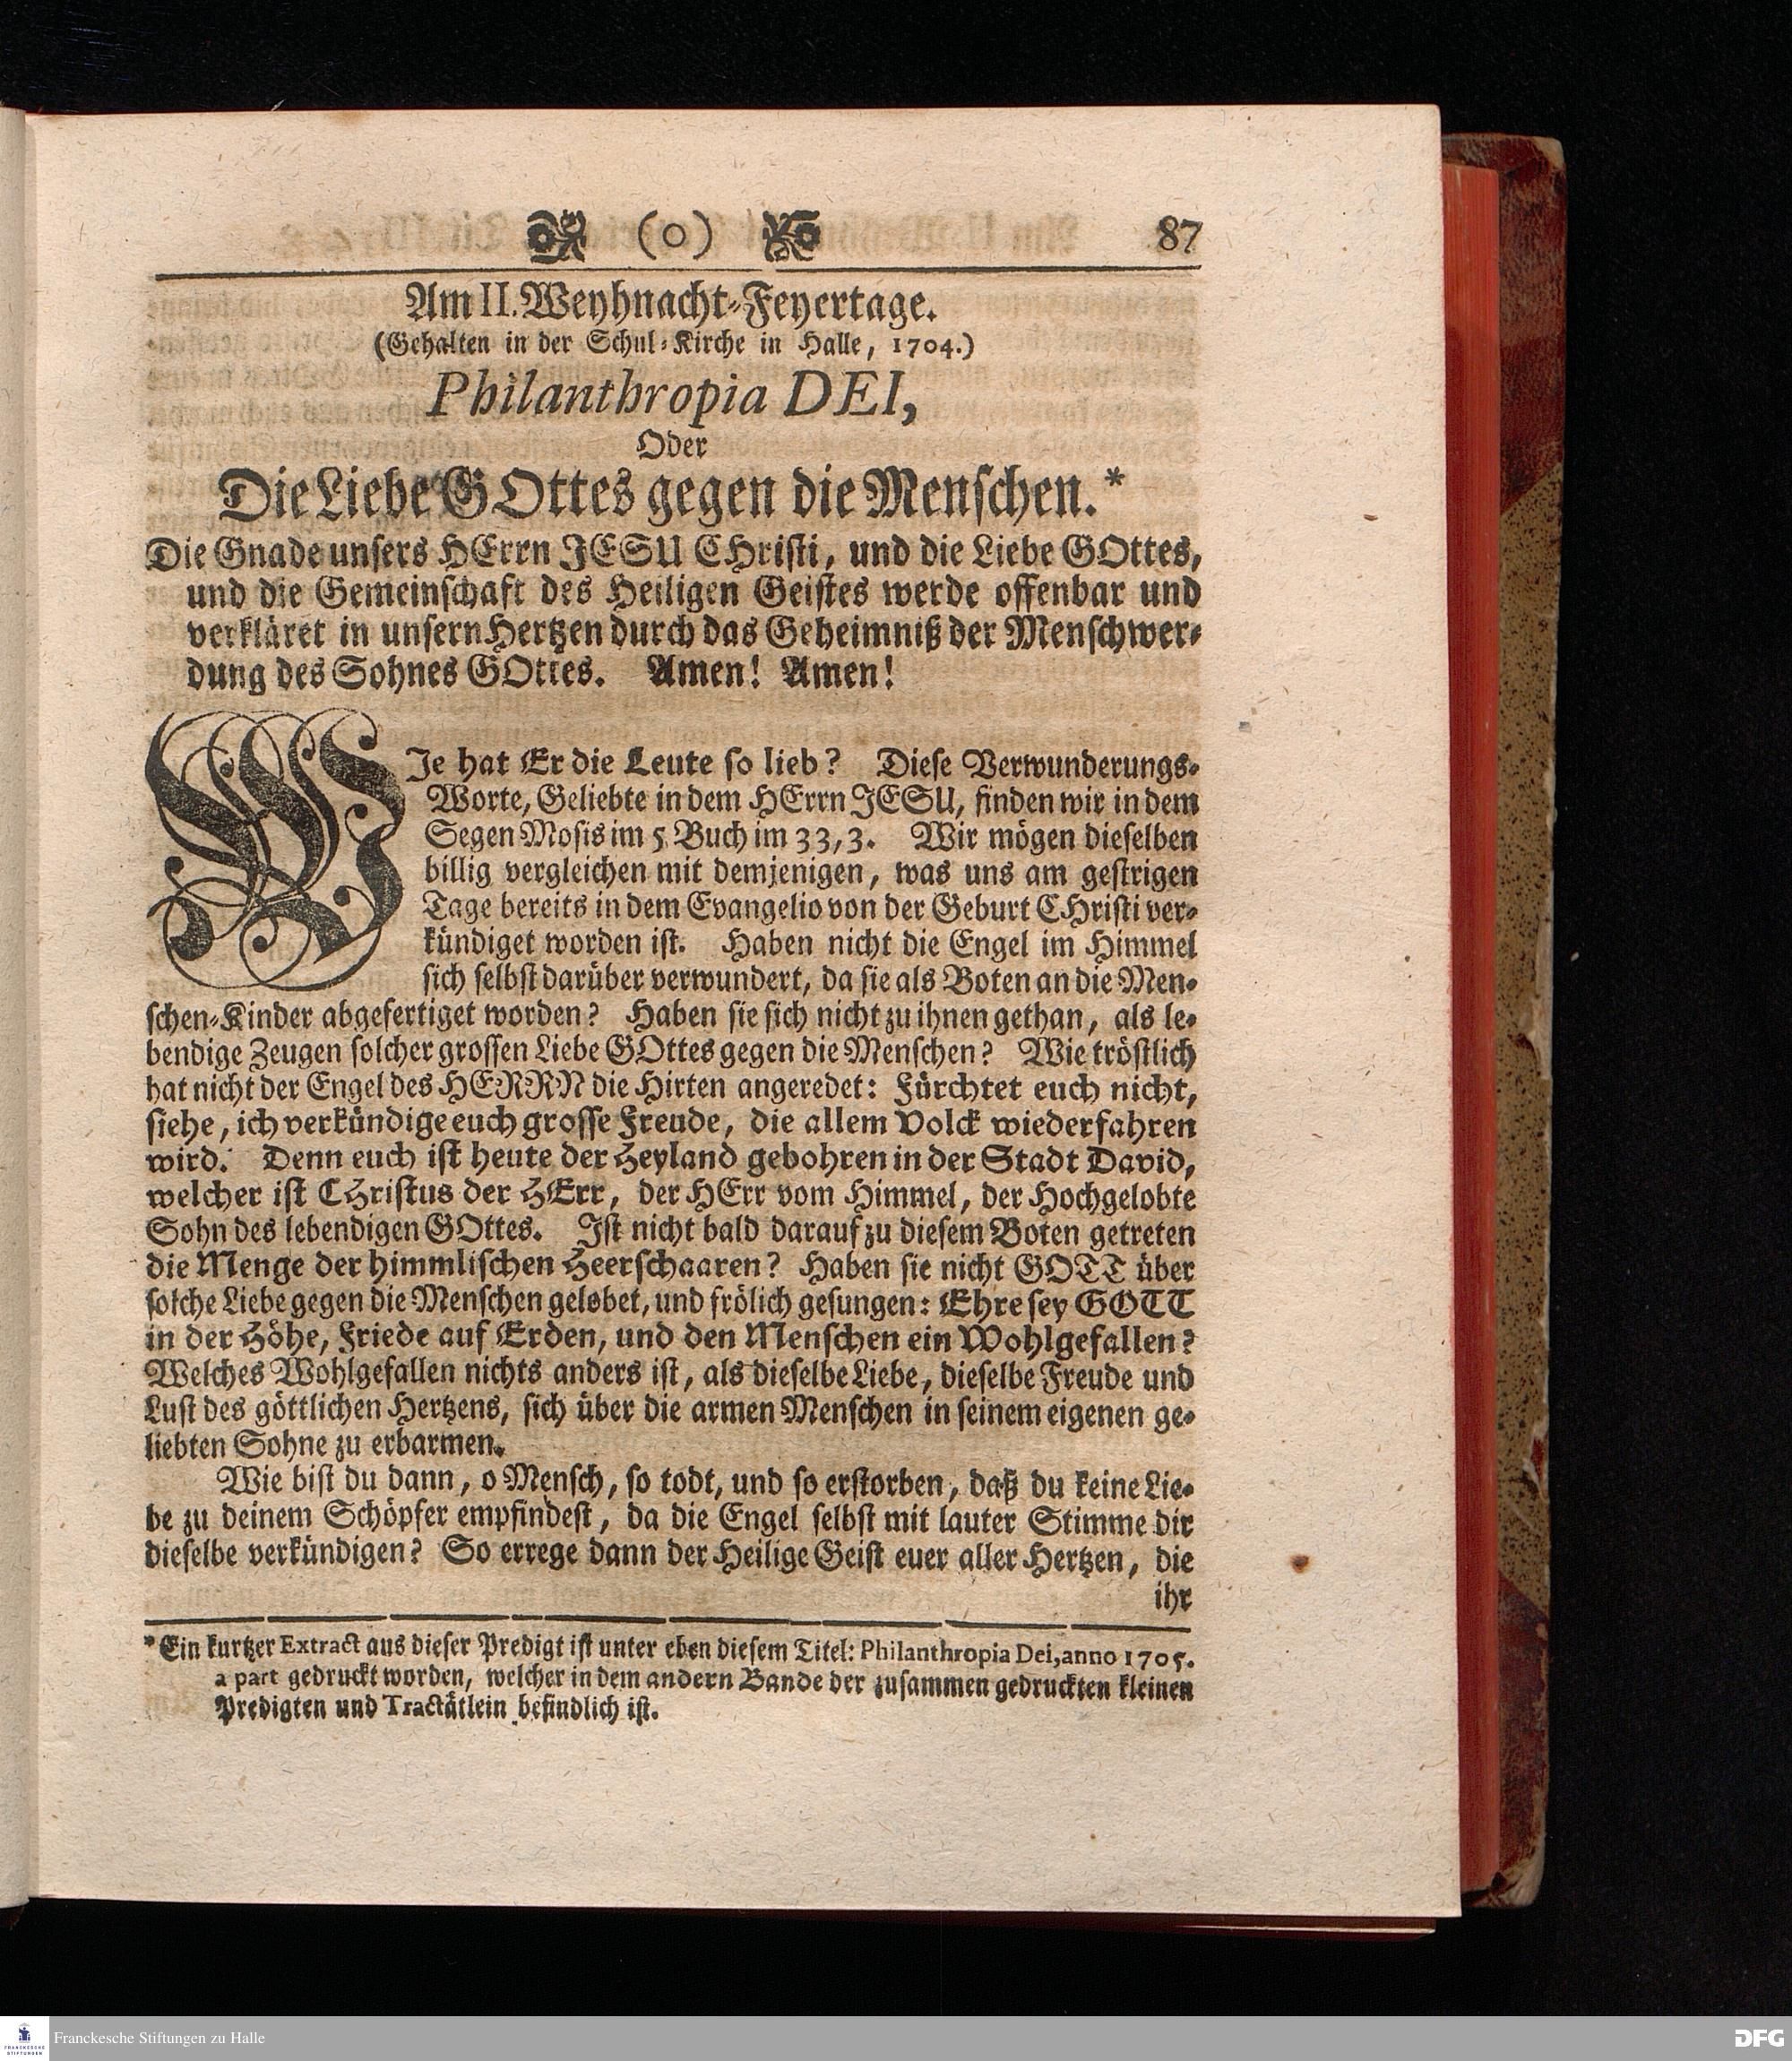 (o) 87
Am II. Weyhnacht-Feyertage.
(Gehalten in der Schul-Kirche in Halle, 1704.)
Philanthropia DEI,
Oder
Die Liebe GOttes gegen die Menschen.*
Die Gnade unsers HErrn JESU CHristi, und die Liebe GOttes,
und die Gemeinschaft des Heiligen Geistes werde offenbar und
verkläret in unsern Hertzen durch das Geheimniß der Menschwer-
dung des Sohnes GOttes. Amen! Amen!
WJe hat Er die Leute so lieb? Diese Verwunderungs-
Worte, Geliebte in dem HErrn JESU, finden wir in dem
Segen Mosis im 5. Buch im 33, 3. Wir mögen dieselben
billig vergleichen mit demjenigen, was uns am gestrigen
Tage bereits in dem Evangelio von der Geburt CHristi ver-
kündiget worden ist. Haben nicht die Engel im Himmel
sich selbst darüber verwundert, da sie als Boten an die Men-
schen-Kinder abgefertiget worden? Haben sie sich nicht zu ihnen gethan, als le-
bendige Zeugen solcher grossen Liebe GOttes gegen die Menschen? Wie tröstlich
hat nicht der Engel des HERRN die Hirten angeredet: Fürchtet euch nicht,
siehe, ich verkündige euch grosse Freude, die allem Volck wiederfahren
wird. Denn euch ist heute der Heyland gebohren in der Stadt David,
welcher ist CHristus der HErr, der HErr vom Himmel, der Hochgelobte
Sohn des lebendigen GOttes. Ist nicht bald darauf zu diesem Boten getreten
die Menge der himmlischen Heerschaaren? Haben sie nicht GOTT über
solche Liebe gegen die Menschen gelobet, und frölich gesungen: Ehre sey GOTT
in der Höhe, Friede auf Erden, und den Menschen ein Wohlgefallen?
Welches Wohlgefallen nichts anders ist, als dieselbe Liebe, dieselbe Freude und
Lust des göttlichen Hertzens, sich über die armen Menschen in seinem eigenen ge-
liebten Sohne zu erbarmen.
Wie bist du dann, o Mensch, so todt, und so erstorben, daß du keine Lie-
be zu deinem Schöpfer empfindest, da die Engel selbst mit lauter Stimme dir
dieselbe verkündigen? So errege dann der Heilige Geist euer aller Hertzen, die
ihr
* Ein kurtzer Extract aus dieser Predigt ist unter eben diesem Titel: Philanthropia Dei, anno 1705.
a part gedruckt worden, welcher in dem andern Bande der zusammen gedruckten kleinen
Predigten und Tractätlein befindlich ist.
FRANCKESCHE STIFTUNGEN
Franckesche Stiftungen zu Halle
DFG